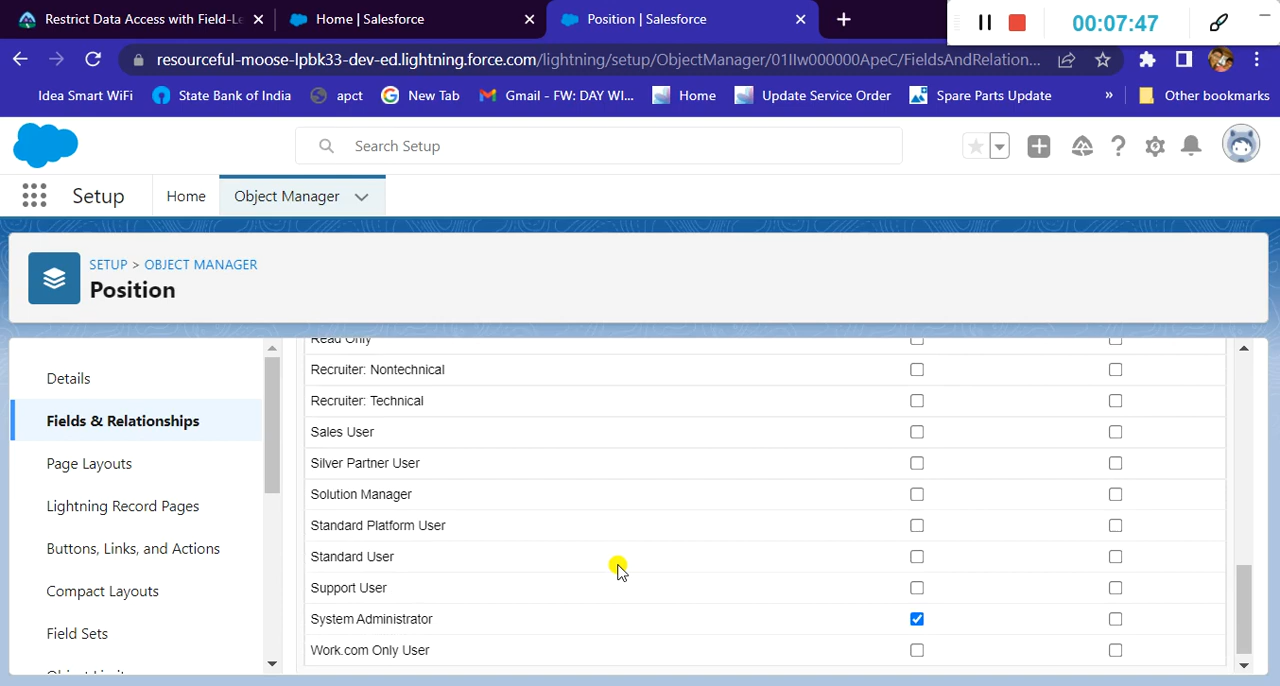 Restrict Data Access with Field-Le
Home | Salesforce
Position | Salesforce
00:07:47
resourceful-moose-lpbk33-dev-ed.lightning.force.com/lightning/setup/ObjectManager/01IIw000000ApeC/FieldsAndRelation...
Idea Smart WiFi
State Bank of India
apct
New Tab
Gmail - FW: DAY WI...
Home
Update Service Order
Spare Parts Update
»
Other bookmarks
Search Setup
Setup
Home
Object Manager
SETUP > OBJECT MANAGER
Position
Details
Fields & Relationships
Page Layouts
Lightning Record Pages
Buttons, Links, and Actions
Compact Layouts
Field Sets
Read Only
Recruiter: Nontechnical
Recruiter: Technical
Sales User
Silver Partner User
Solution Manager
Standard Platform User
Standard User
Support User
System Administrator
Work.com Only User